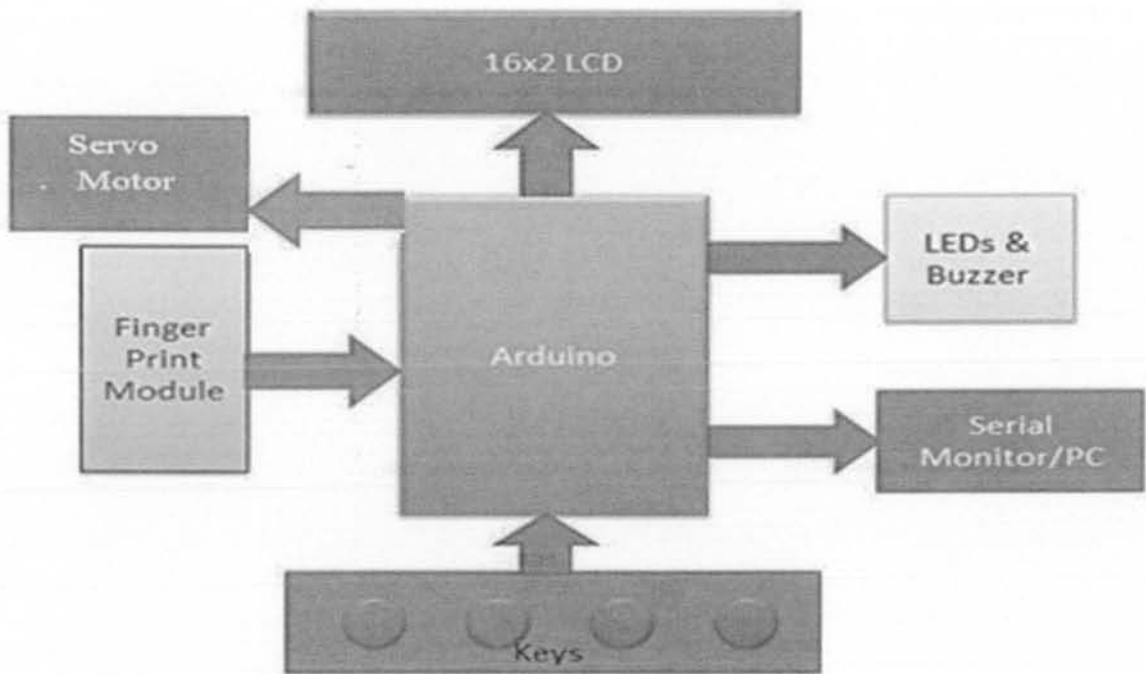 16x2 LCD
Servo
Motor
LEDs &
Buzzer
Finger
Print
Module
Arduino
Serial
Monitor/PC
Keys